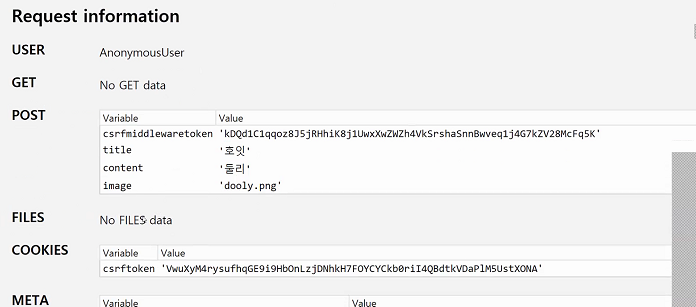 Request information
USER AnonymousUser
GET No GET data
POST
Variable Value
csrfmiddlewaretoken 'kDQd1C1qqoz8J5jRHhiK8j1UwxXwZWZh4VkSrshaSnnBwveq1j4G7kZV28McFq5K'
title '호잇'
content '둘리'
image 'dooly.png'
FILES No FILES data
COOKIES
Variable Value
csrftoken 'VwuXyM4rysufhqGE9i9HbOnLzjDNhkH7FOYCYCkb0riI4QBdtkVDaPlM5UstXONA'
META
Variable Value